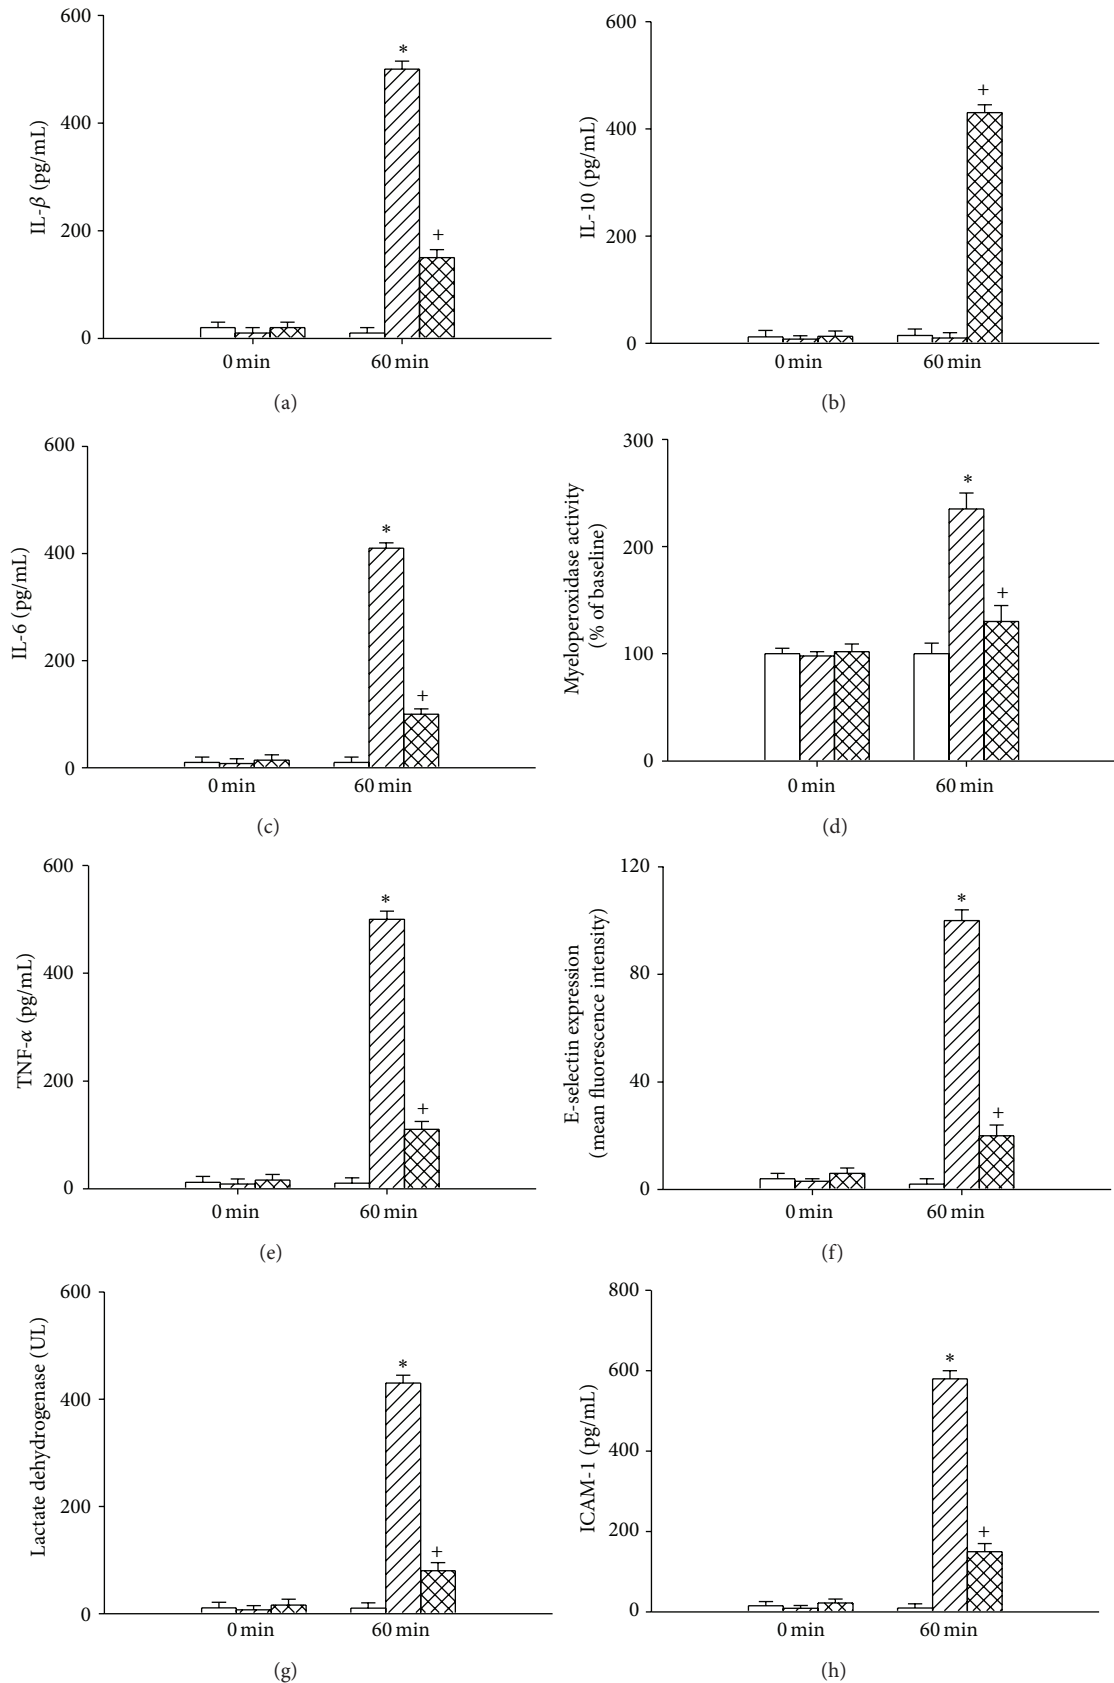 600
400
200
0
IL-β (pg/mL)
*
+
0 min
60 min
(a)
600
400
200
0
IL-10 (pg/mL)
+
0 min
60 min
(b)
600
400
200
0
IL-6 (pg/mL)
*
+
0 min
60 min
(c)
300
200
100
0
Myeloperoxidase activity
(% of baseline)
*
+
0 min
60 min
(d)
600
400
200
0
TNF-α (pg/mL)
*
+
0 min
60 min
(e)
120
80
40
0
E-selectin expression
(mean fluorescence intensity)
*
+
0 min
60 min
(f)
600
400
200
0
Lactate dehydrogenase (UL)
*
+
0 min
60 min
(g)
800
600
400
200
0
ICAM-1 (pg/mL)
*
+
0 min
60 min
(h)